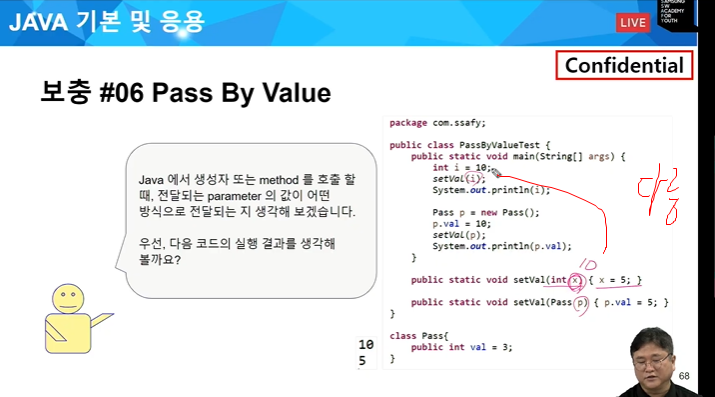 JAVA 기본 및 응용
LIVE
SAMSUNG
SW ACADEMY
FOR
YOUTH
Confidential
보충 #06 Pass By Value
Java 에서 생성자 또는 method 를 호출 할
때, 전달되는 parameter 의 값이 어떤
방식으로 전달되는 지 생각해 보겠습니다.
우선, 다음 코드의 실행 결과를 생각해
볼까요?
package com.ssafy;
public class PassByValueTest {
public static void main(String[] args) {
int i = 10;
setVal(i);
System.out.println(i);
Pass p = new Pass();
p.val = 10;
setVal(p);
System.out.println(p.val);
}
10
public static void setVal(int x) { x = 5; }
public static void setVal(Pass p) { p.val = 5; }
}
class Pass{
public int val = 3;
}
10
5
68